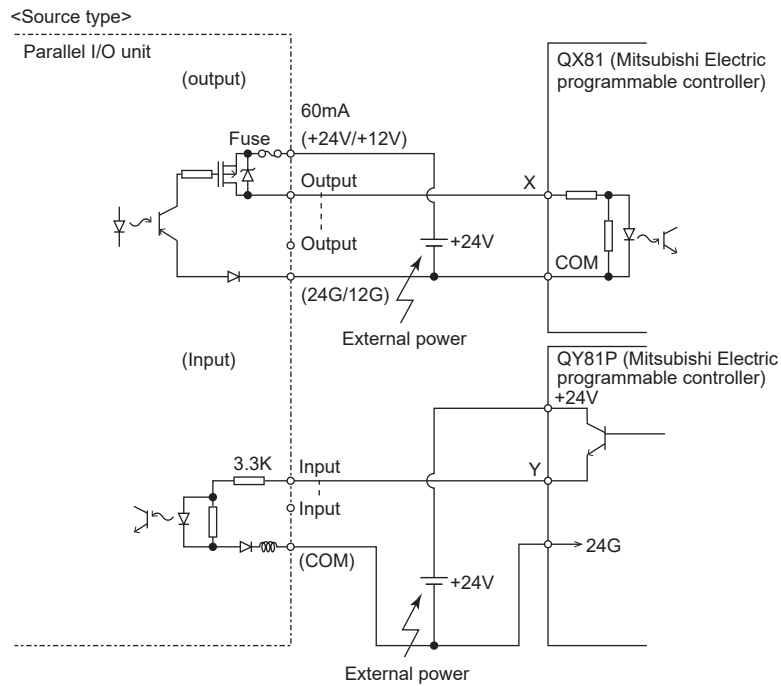 <Source type>
Parallel I/O unit
(output)
QX81 (Mitsubishi Electric
programmable controller)
60mA
(+24V/+12V)
Fuse
Output
X
Output
+24V
COM
(24G/12G)
External power
(Input)
QY81P (Mitsubishi Electric
programmable controller)
+24V
3.3K
Input
Y
Input
24G
(COM)
+24V
External power